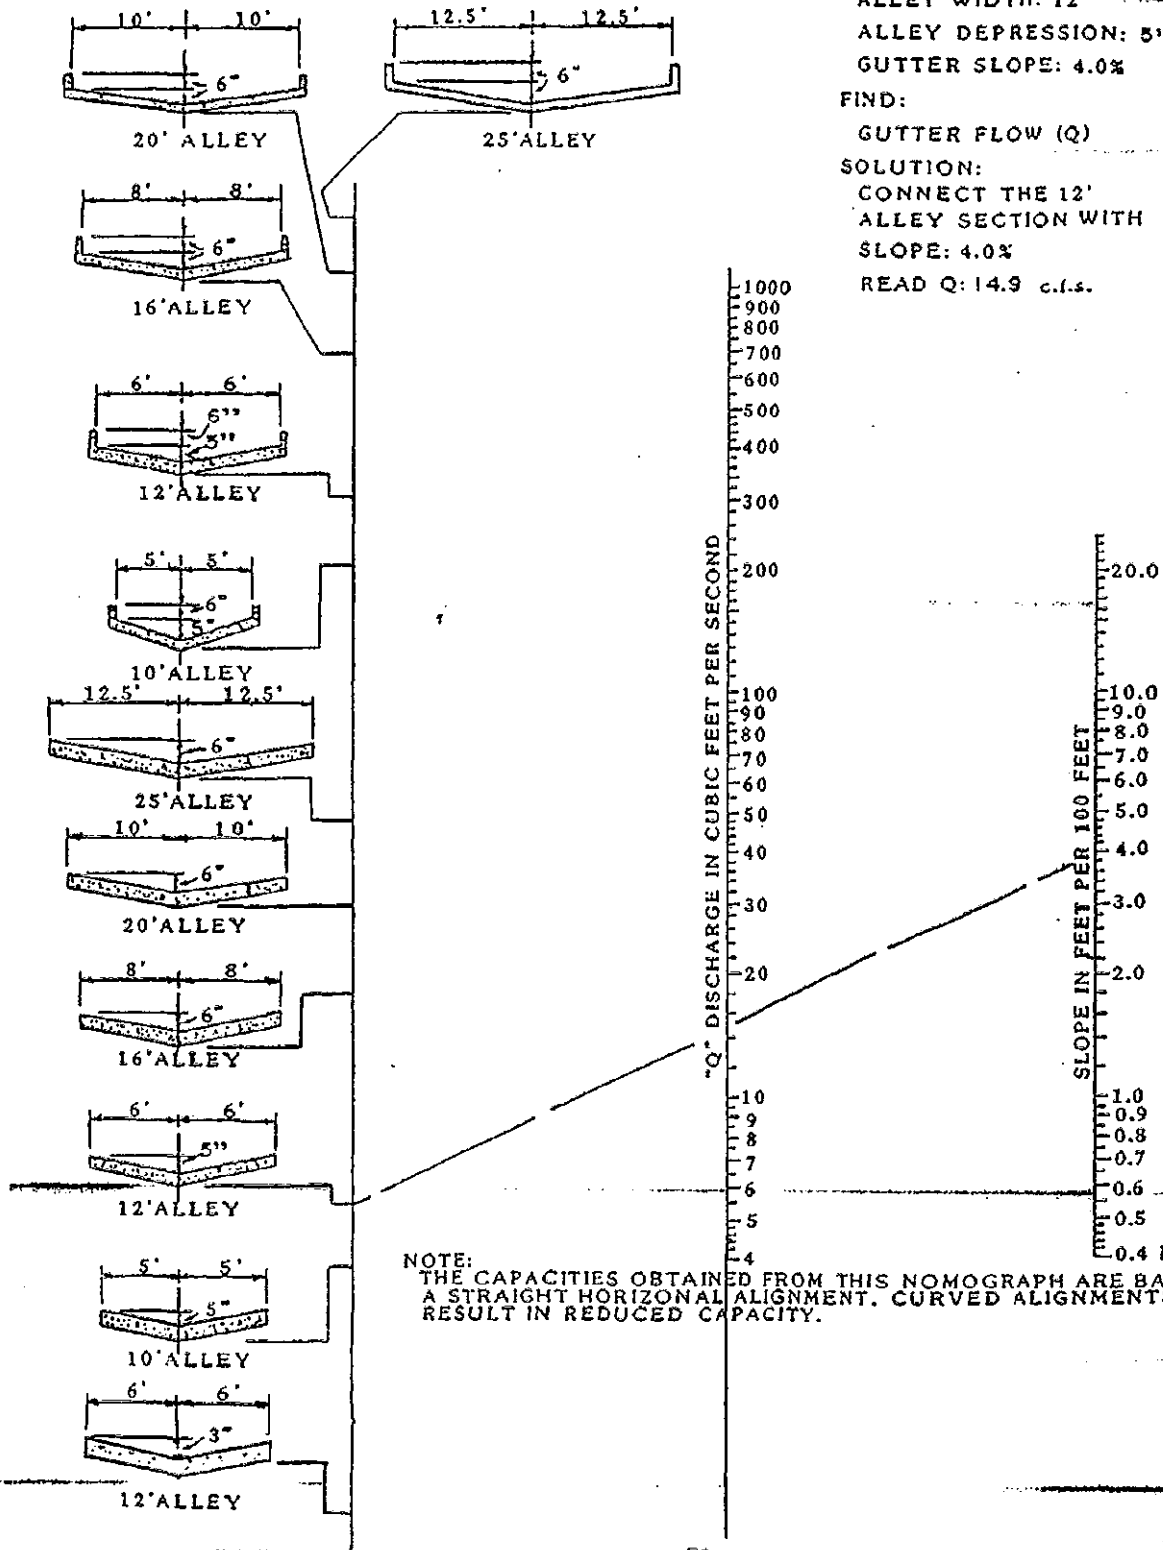 10' 10'
6"
20' ALLEY
12.5' 12.5'
6"
25' ALLEY
ALLEY WIDTH: 12'
ALLEY DEPRESSION: 5"
GUTTER SLOPE: 4.0%
FIND:
GUTTER FLOW (Q)
SOLUTION:
CONNECT THE 12'
ALLEY SECTION WITH
SLOPE: 4.0%
READ Q: 14.9 c.f.s.
8' 8'
6"
16' ALLEY
6' 6'
6"
5"
12' ALLEY
5' 5'
6"
5"
10' ALLEY
12.5' 12.5'
6"
25' ALLEY
10' 10'
6"
20' ALLEY
8' 8'
6"
16' ALLEY
6' 6'
5"
12' ALLEY
5' 5'
5"
10' ALLEY
6' 6'
3"
12' ALLEY
"Q" DISCHARGE IN CUBIC FEET PER SECOND
1000
900
800
700
600
500
400
300
200
100
90
80
70
60
50
40
30
20
10
9
8
7
6
5
4
SLOPE IN FEET PER 100 FEET
20.0
10.0
9.0
8.0
7.0
6.0
5.0
4.0
3.0
2.0
1.0
0.9
0.8
0.7
0.6
0.5
0.4
NOTE:
THE CAPACITIES OBTAINED FROM THIS NOMOGRAPH ARE BA
A STRAIGHT HORIZONAL ALIGNMENT. CURVED ALIGNMENT
RESULT IN REDUCED CAPACITY.